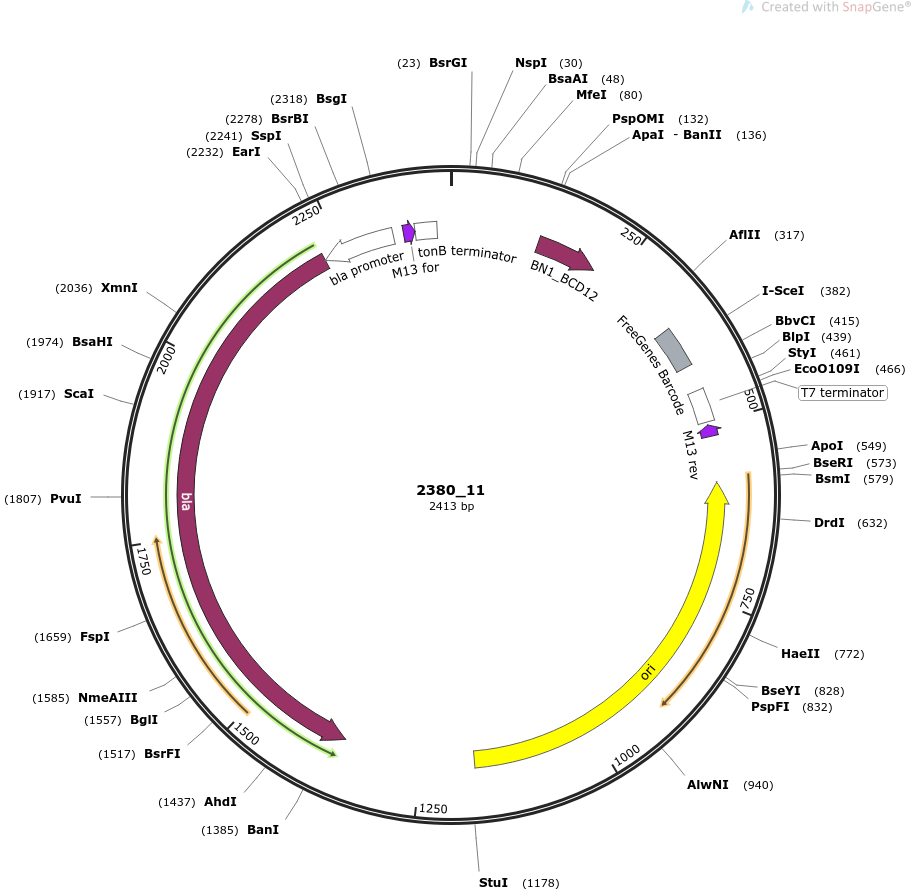 Created with SnapGene®
(23) BsrGI
NspI (30)
BsaAI (48)
MfeI (80)
PspOMI (132)
ApaI - BanII (136)
AflII (317)
I-SceI (382)
BbvCI (415)
BlpI (439)
StyI (461)
EcoO109I (466)
T7 terminator
ApoI (549)
BseRI (573)
BsmI (579)
DrdI (632)
HaeII (772)
BseYI (828)
PspFI (832)
AlwNI (940)
StuI (1178)
(1385) BanI
(1437) AhdI
(1517) BsrFI
(1557) BglI
(1585) NmeAIII
(1659) FspI
(1807) PvuI
(1917) ScaI
(1974) BsaHI
(2036) XmnI
(2232) EarI
(2241) SspI
(2278) BsrBI
(2318) BsgI
250
500
750
1000
1250
1500
1750
2000
2250
bla promoter
M13 for
tonB terminator
BN1_BCD12
FreeGenes Barcode
M13 rev
ori
bla
2380_11
2413 bp